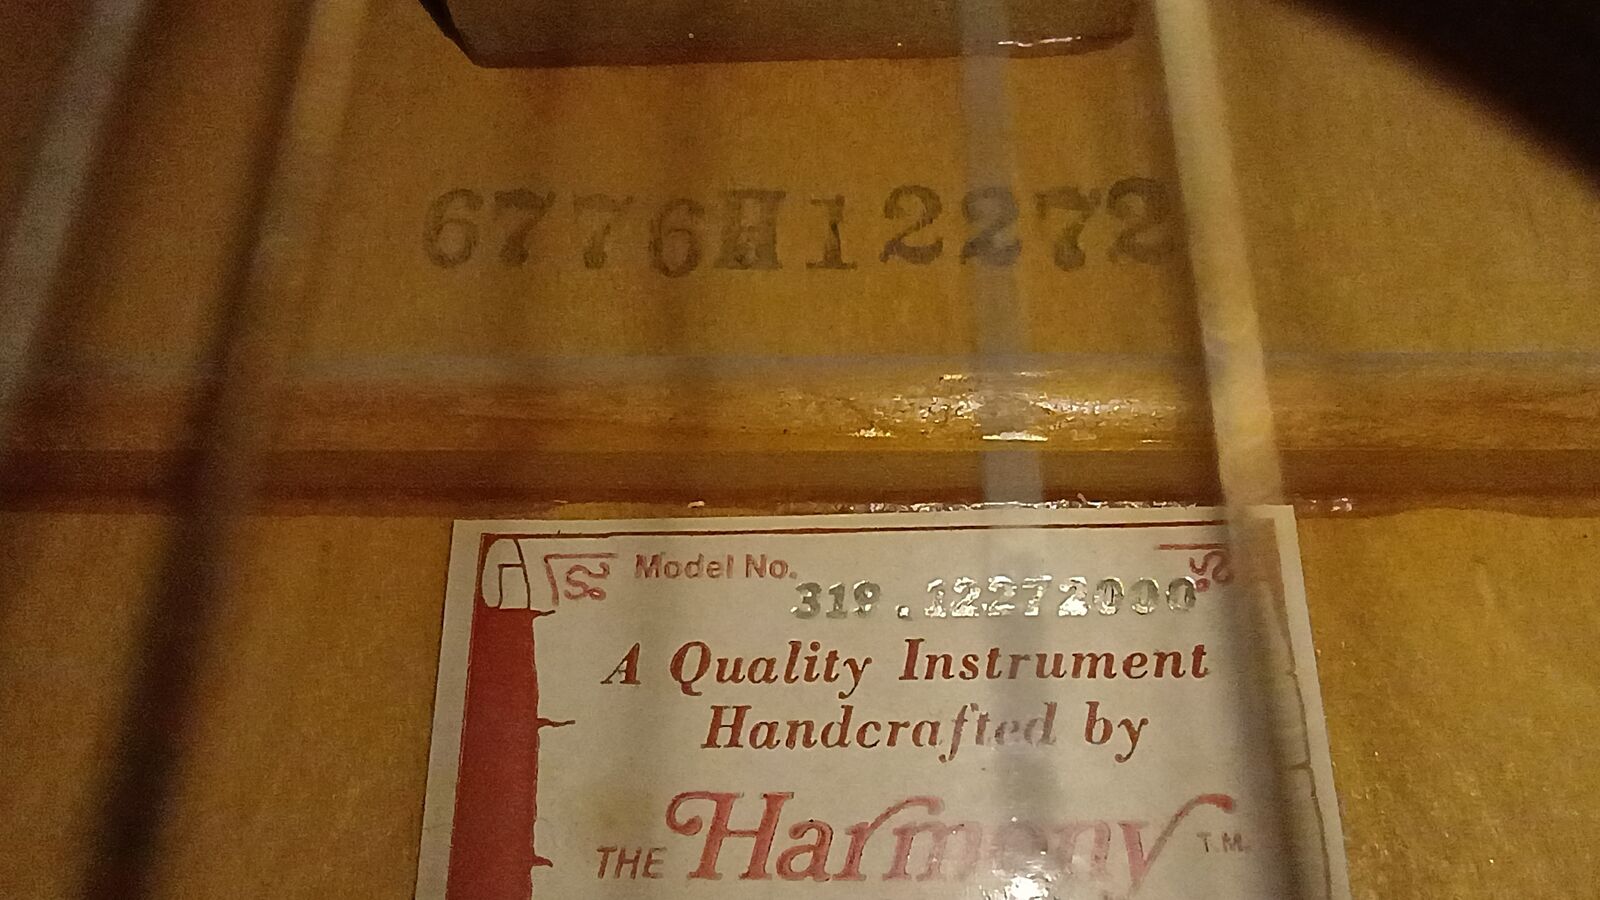 6776H12272
Model No.
319.12272000
A Quality Instrument
Handcrafted by
THE Harmony T.M.